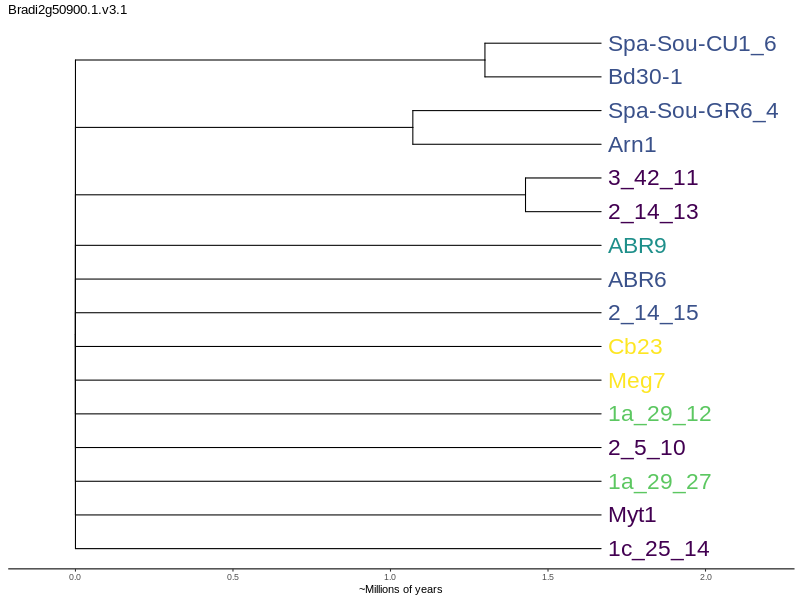 Bradi2g50900.1.v3.1
Spa-Sou-CU1_6
Bd30-1
Spa-Sou-GR6_4
Arn1
3_42_11
2_14_13
ABR9
ABR6
2_14_15
Cb23
Meg7
1a_29_12
2_5_10
1a_29_27
Myt1
1c_25_14
0.0 0.5 1.0 1.5 2.0
~Millions of years